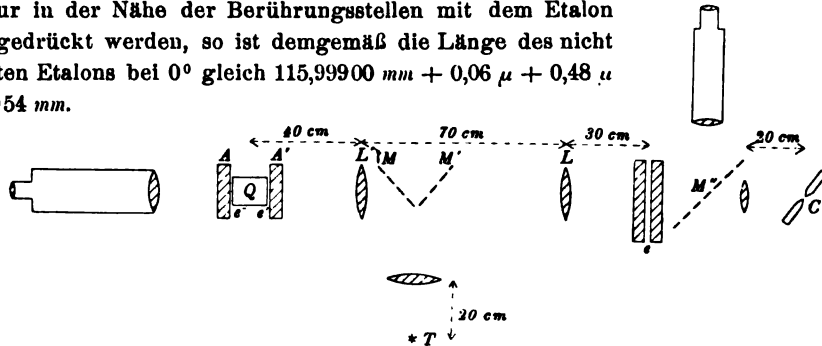 ur in der Nähe der Berührungsstellen mit dem Etalon
gedrückt werden, so ist demgemäß die Länge des nicht
ten Etalons bei 0⁰ gleich 115,99900 mm + 0,06 μ + 0,48 μ
54 mm.
40 cm 70 cm 30 cm 20 cm
A A' L' M M' L
Q M" C
e e' e
20 cm
* T